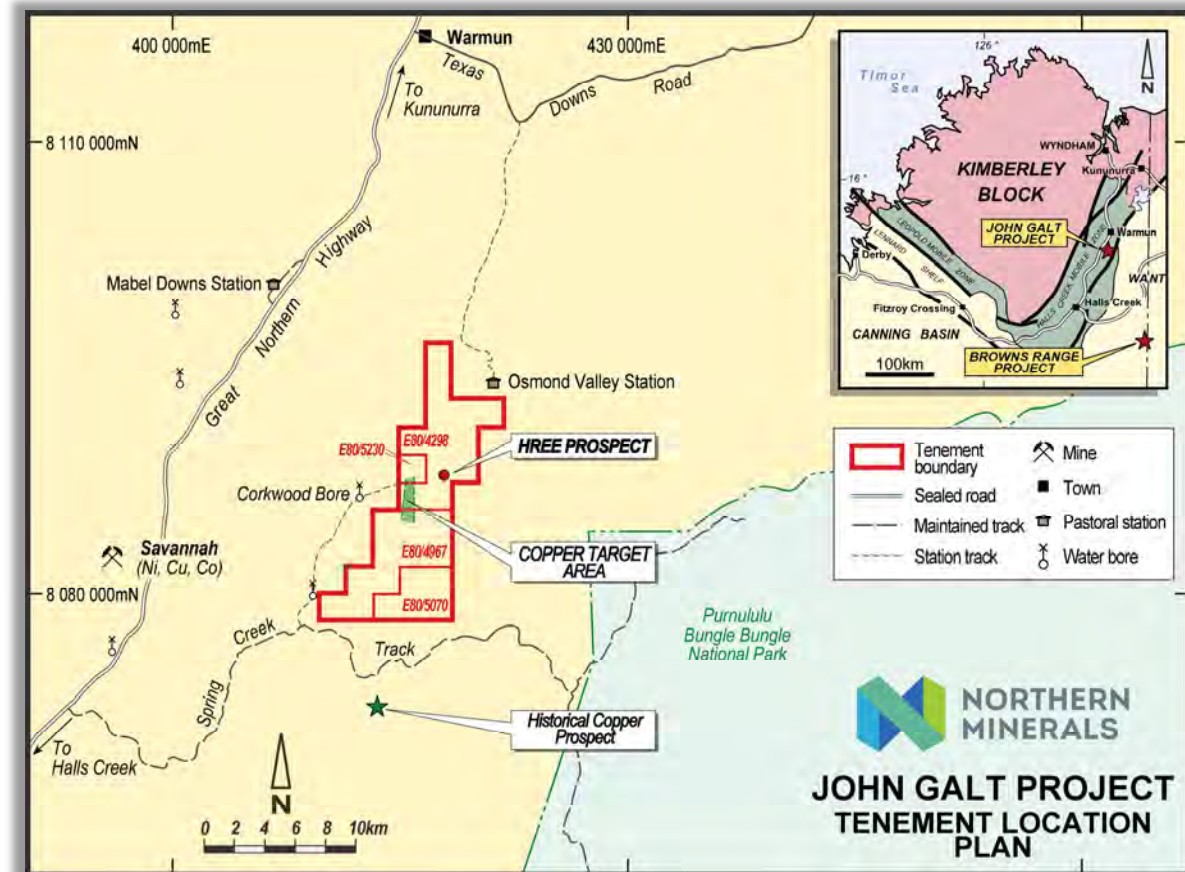 400 000mE
430 000mE
Warmun
Texas
Downs
Road
To
Kununurra
8 110 000mN
Great
Northern
Highway
Mabel Downs Station
Osmond Valley Station
E80/5230
E80/4298
HREE PROSPECT
Corkwood Bore
COPPER TARGET
AREA
Savannah
(Ni, Cu, Co)
E80/4967
E80/5070
8 080 000mN
Spring
Creek
Track
Purnululu
Bungle Bungle
National Park
Historical Copper
Prospect
To
Halls Creek
N
0 2 4 6 8 10km
126°
Timor
Sea
N
WYNDHAM
Kununurra
KIMBERLEY
BLOCK
16°
JOHN GALT
PROJECT
Warmun
LEOPOLD MOBILE ZONE
LENNARD
SHELF
Derby
HALLS CREEK MOBILE ZONE
WANT
Halls Creek
Fitzroy Crossing
CANNING BASIN
BROWNS RANGE
PROJECT
100km
Tenement
boundary
Sealed road
Maintained track
Station track
Mine
Town
Pastoral station
Water bore
NORTHERN
MINERALS
JOHN GALT PROJECT
TENEMENT LOCATION
PLAN